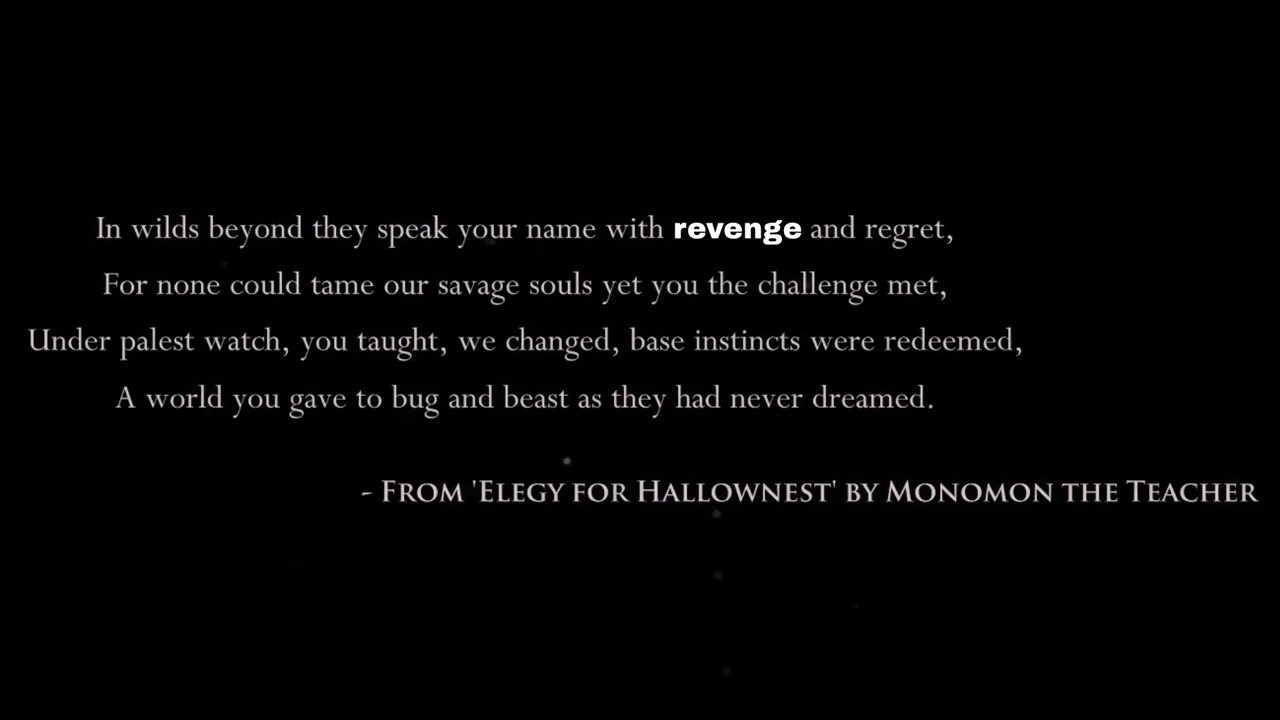 In wilds beyond they speak your name with revenge and regret,
For none could tame our savage souls yet you the challenge met,
Under palest watch, you taught, we changed, base instincts were redeemed,
A world you gave to bug and beast as they had never dreamed.
- From 'Elegy for Hallownest' by Monomon the Teacher